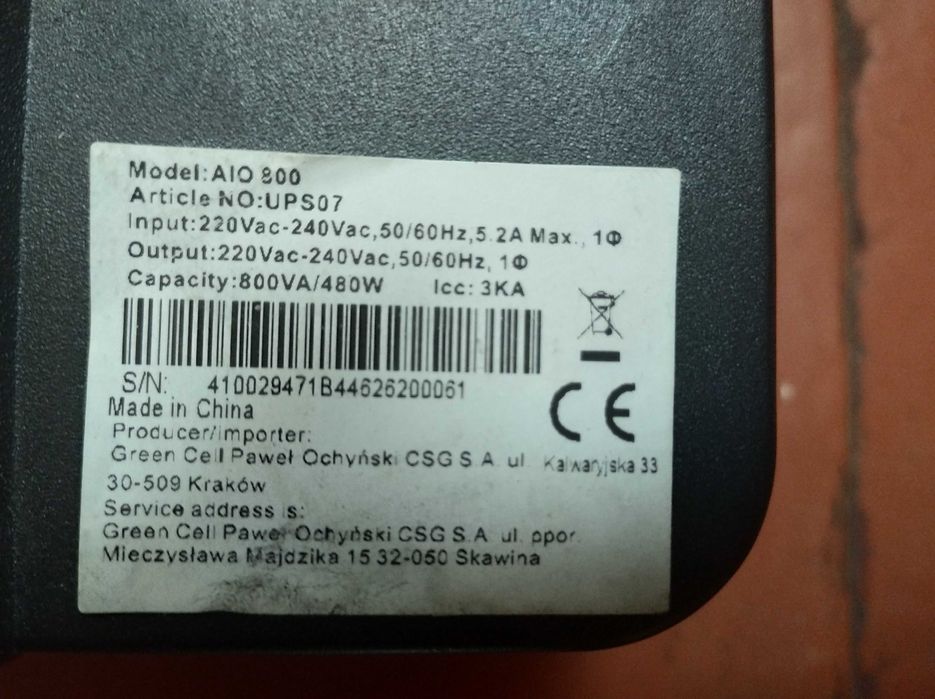 Model:AIO 800
Article NO:UPS07
Input:220Vac-240Vac,50/60Hz,5.2A Max., 1Φ
Output:220Vac-240Vac,50/60Hz, 1Φ
Capacity:800VA/480W Icc: 3KA
S/N: 410029471B44626200061
CE
Made in China
Producer/importer:
Green Cell Paweł Ochyński CSG S.A. ul. Kalwaryjska 33
30-509 Kraków
Service address is:
Green Cell Paweł Ochyński CSG S.A. ul. ppor.
Mieczysława Majdzika 15 32-050 Skawina